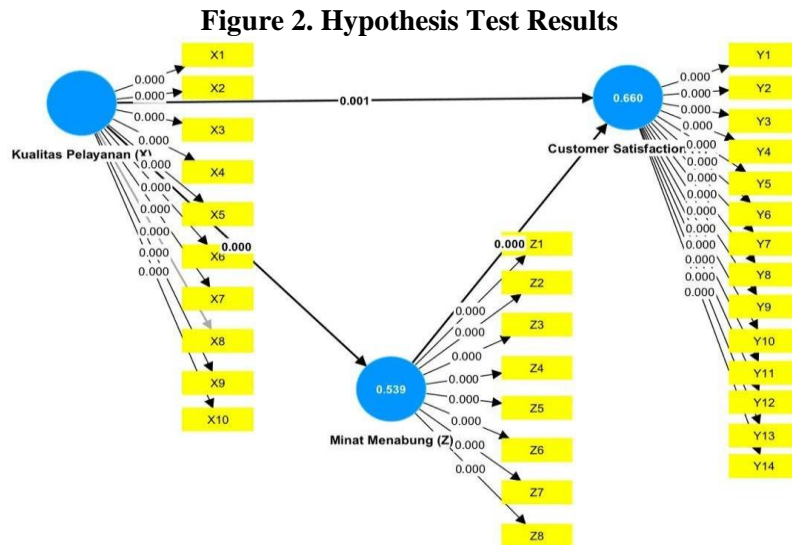 Figure 2. Hypothesis Test Results
X1
X2
X3
X4
X5
X6
X7
X8
X9
X10
0.000
0.000
0.000
0.000
0.000
0.000
0.000
0.000
0.000
0.000
Kualitas Pelayanan (X)
0.001
0.000
0.000
0.660
Customer Satisfaction
Y1
Y2
Y3
Y4
Y5
Y6
Y7
Y8
Y9
Y10
Y11
Y12
Y13
Y14
0.000
0.000
0.000
0.000
0.000
0.000
0.000
0.000
0.000
0.000
0.000
0.000
0.000
0.000
0.539
Minat Menabung (Z)
Z1
Z2
Z3
Z4
Z5
Z6
Z7
Z8
0.000
0.000
0.000
0.000
0.000
0.000
0.000
0.000